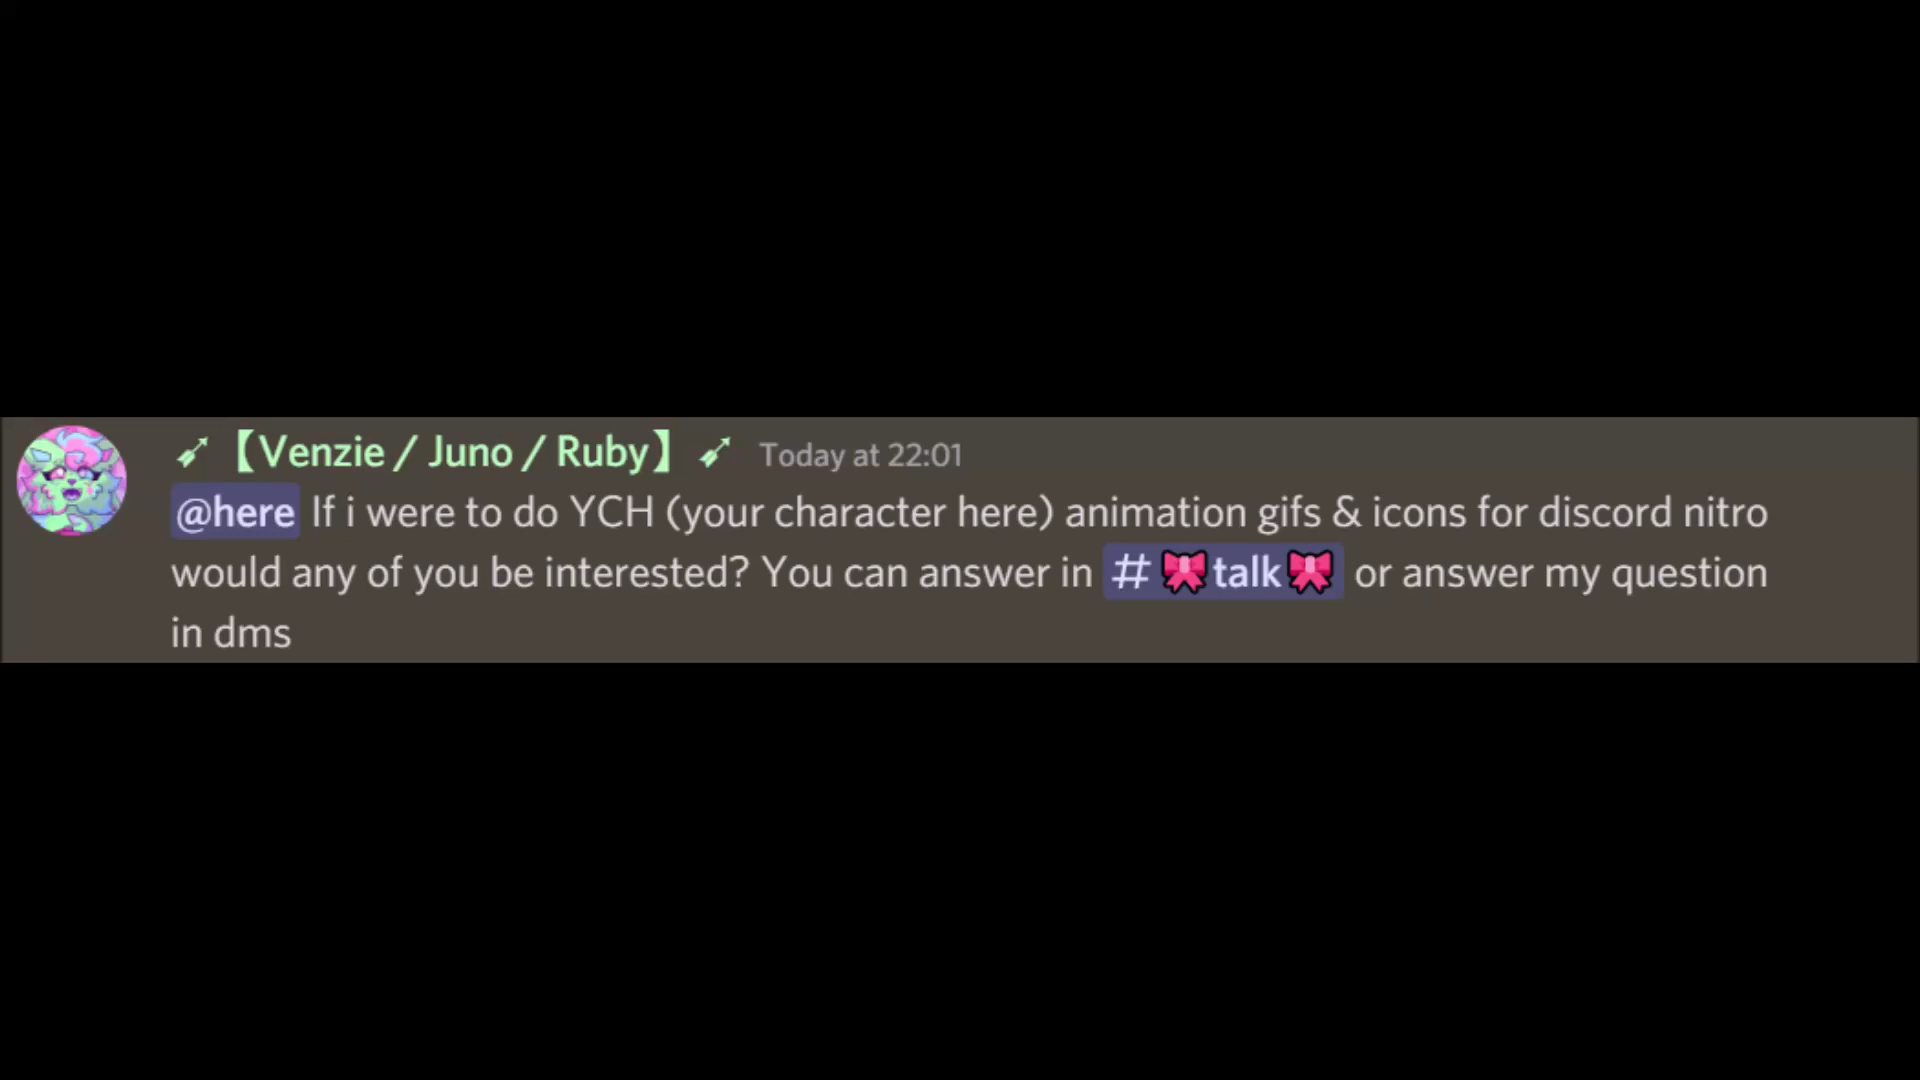 ➶ 【Venzie / Juno / Ruby】 ➶ Today at 22:01
@here If i were to do YCH (your character here) animation gifs & icons for discord nitro
would any of you be interested? You can answer in # 🎀talk🎀 or answer my question
in dms